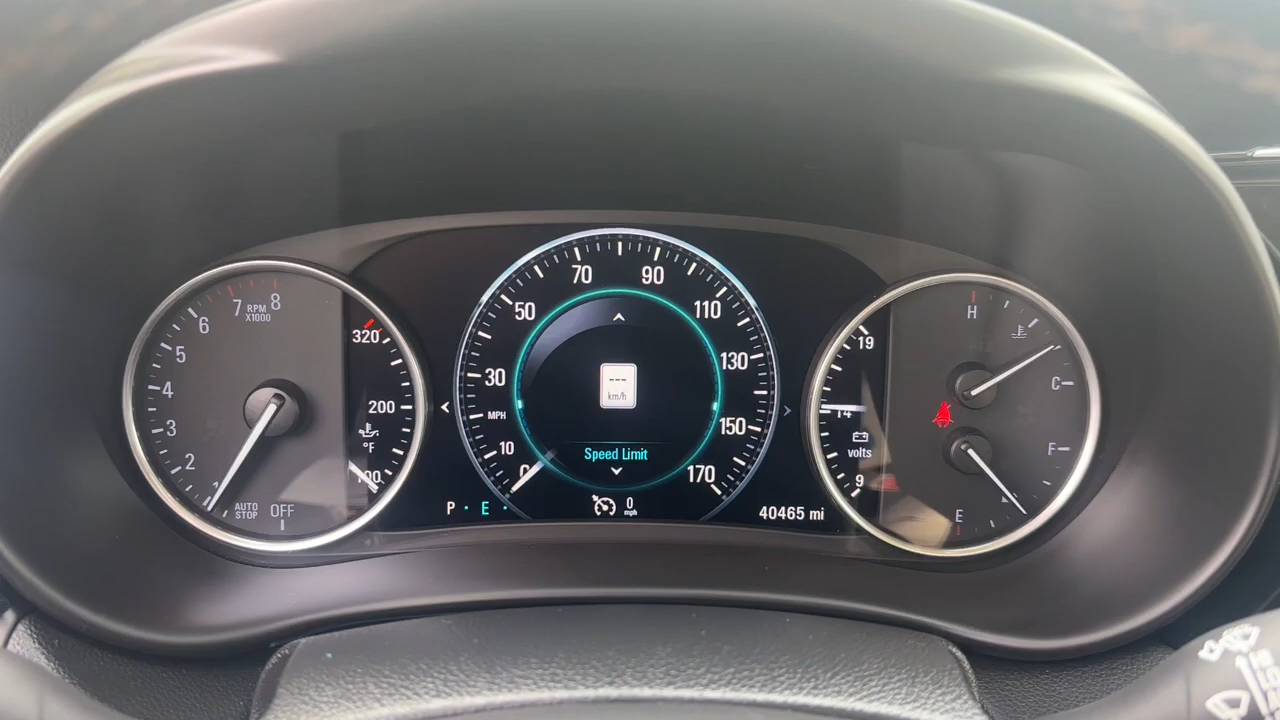 8
7 RPM X1000
6
5
4
3
2
1
AUTO STOP
OFF
320
200
°F
100
70
90
50
110
30
130
MPH
10
150
0
170
---
km/h
Speed Limit
P · E ·
0
mph
40465 mi
19
14
volts
9
H
C
F
E